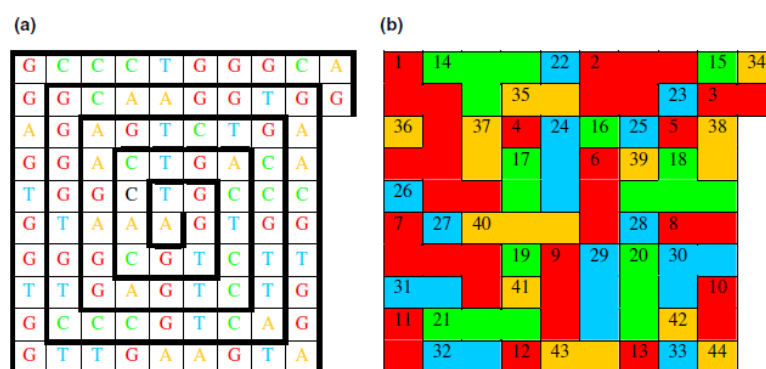 (a)
G C C C T G G G C A
G G C A A G G T G G
A G A G T C T G A
G G A C T G A C A
T G G C T G C C C
G T A A A G T G G
G G G C G T C T T
T T G A G T C T G
G C C C G T C A G
G T T G A A G T A
(b)
1 14 22 2 15 34
35 23 3
36 37 4 24 16 25 5 38
17 6 39 18
26
7 27 40 28 8
19 9 29 20 30
31 41 10
11 21 42
32 12 43 13 33 44